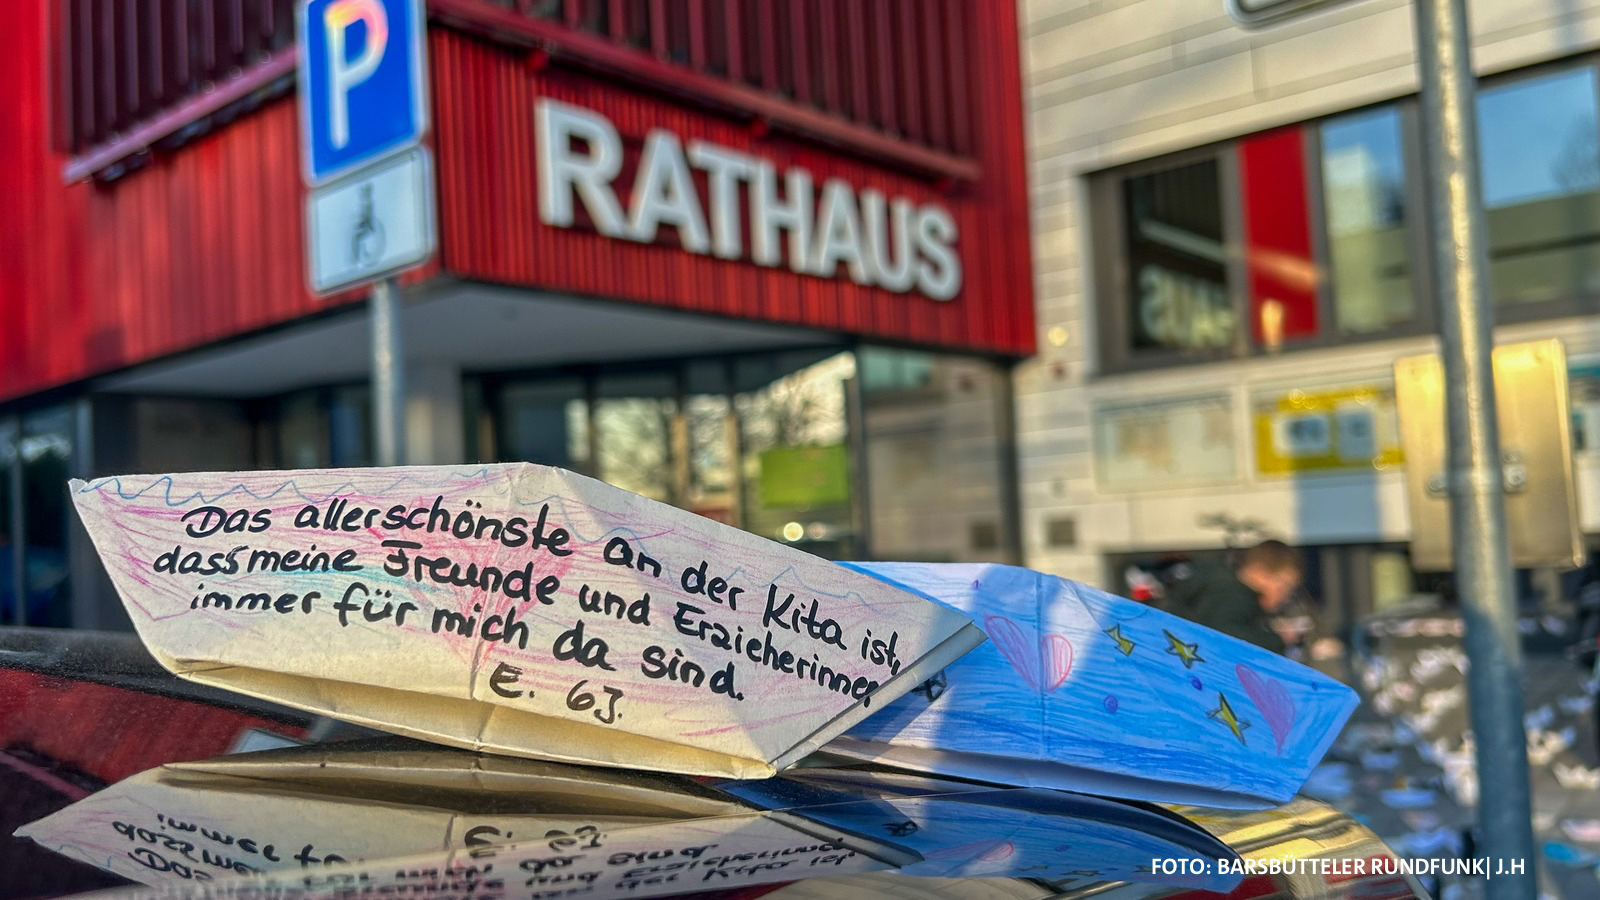 P
RATHAUS
Das allerschönste an der Kita ist,
dass meine Freunde und Erzieherinnen
immer für mich da sind.
E. 6J.
FOTO: BARSBÜTTELER RUNDFUNK| J.H